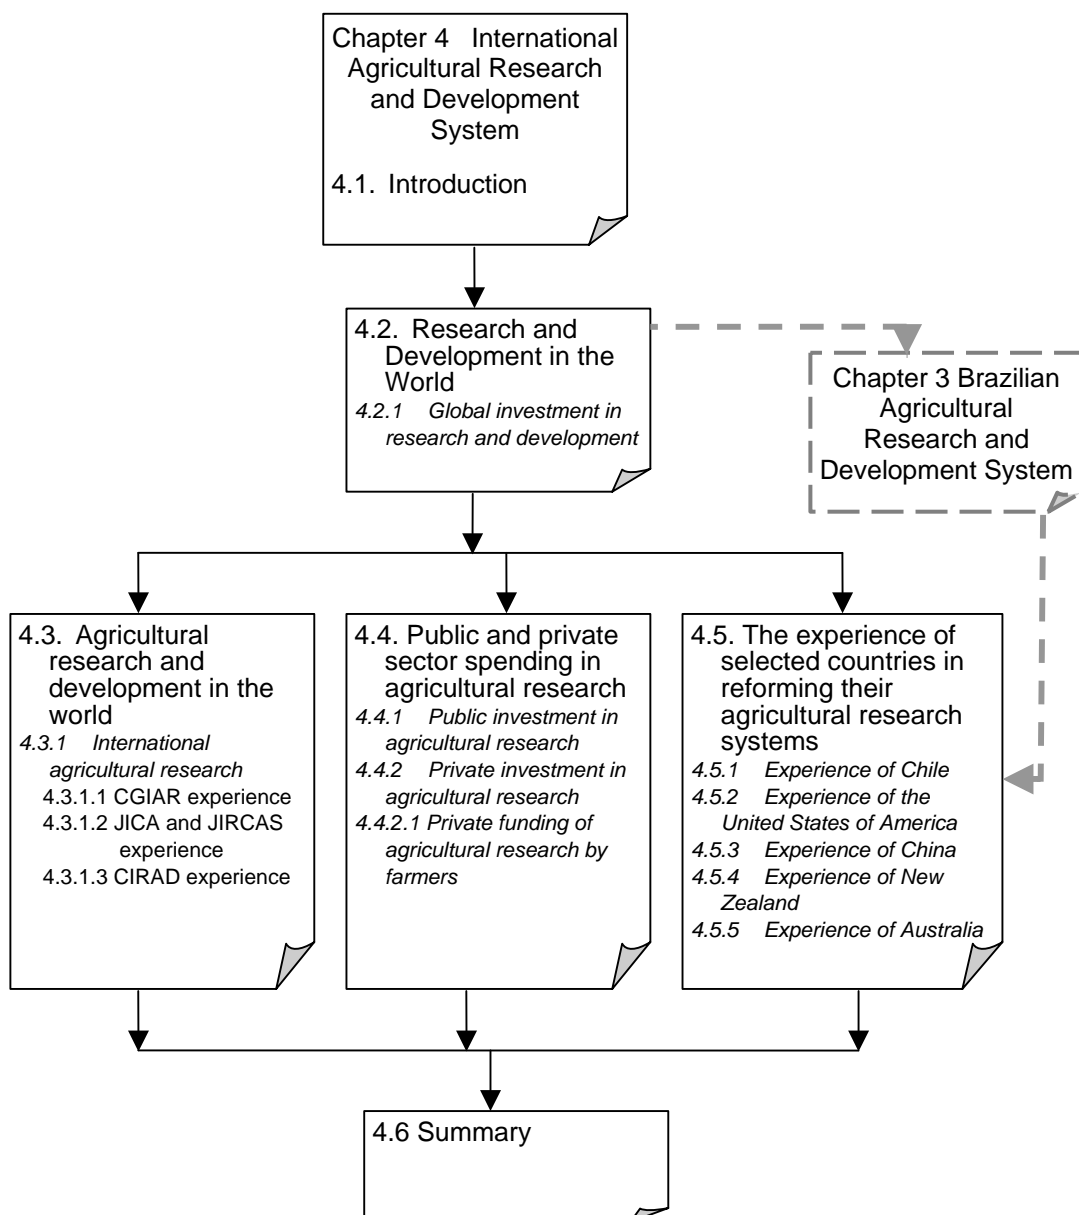 Chapter 4 International
Agricultural Research
and Development
System
4.1. Introduction
4.2. Research and
Development in the
World
4.2.1 Global investment in
research and development
Chapter 3 Brazilian
Agricultural
Research and
Development System
4.3. Agricultural
research and
development in the
world
4.3.1 International
agricultural research
4.3.1.1 CGIAR experience
4.3.1.2 JICA and JIRCAS
experience
4.3.1.3 CIRAD experience
4.4. Public and private
sector spending in
agricultural research
4.4.1 Public investment in
agricultural research
4.4.2 Private investment in
agricultural research
4.4.2.1 Private funding of
agricultural research by
farmers
4.5. The experience of
selected countries in
reforming their
agricultural research
systems
4.5.1 Experience of Chile
4.5.2 Experience of the
United States of America
4.5.3 Experience of China
4.5.4 Experience of New
Zealand
4.5.5 Experience of Australia
4.6 Summary